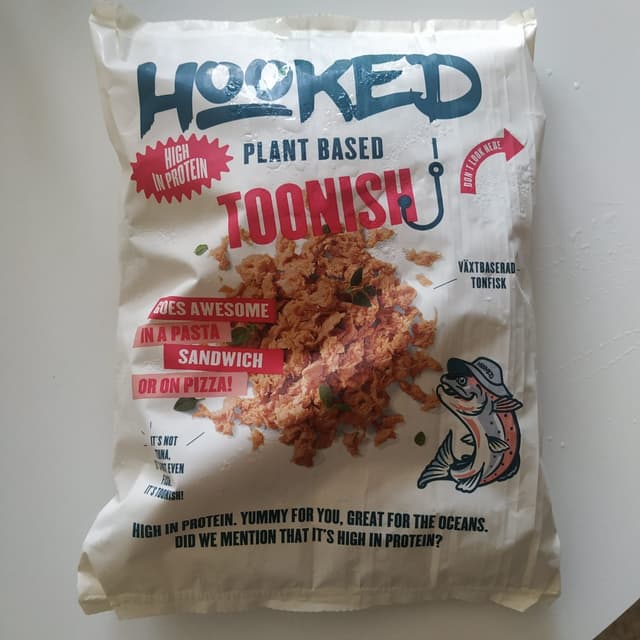 HOOKED
HIGH
IN PROTEIN
PLANT BASED
DON'T LOOK HERE
TOONISH
VÄXTBASERAD
TONFISK
GOES AWESOME
IN A PASTA
SANDWICH
OR ON PIZZA!
IT'S NOT
TUNA.
EVEN
IT'S TOONISH!
HIGH IN PROTEIN. YUMMY FOR YOU, GREAT FOR THE OCEANS.
DID WE MENTION THAT IT'S HIGH IN PROTEIN?